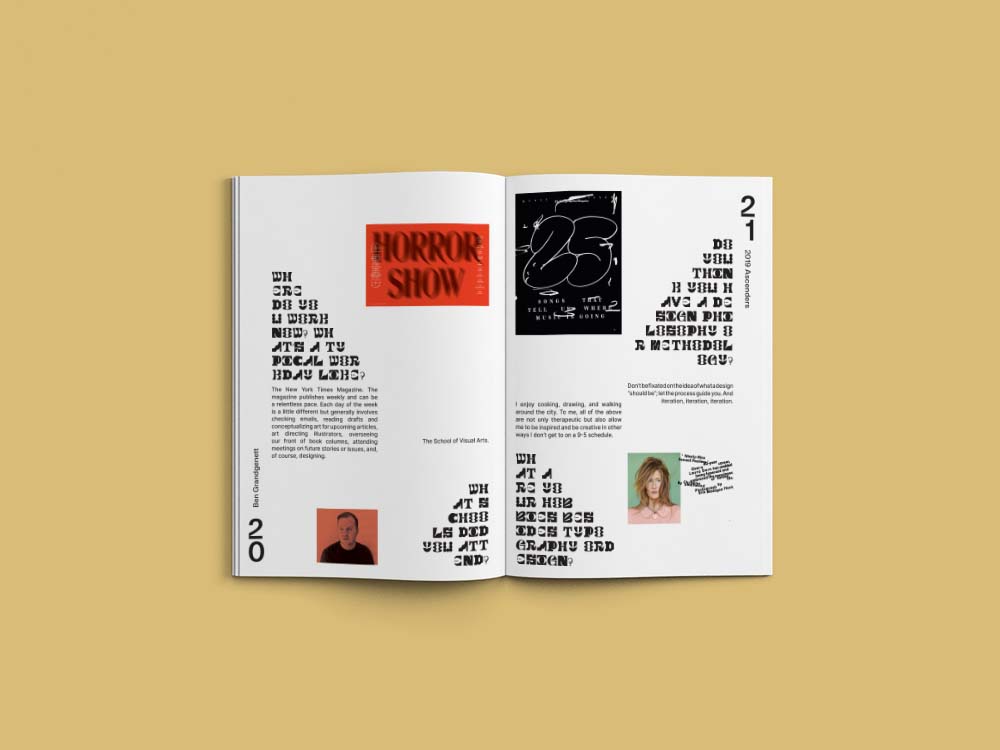 WH
ERE
DO YO
U WORK
NOW? WH
ATS A TY
PICAL WOR
KDAY LIKE?
The New York Times Magazine. The
magazine publishes weekly and can be
a relentless pace. Each day of the week
is a little different but generally involves
checking emails, reading drafts and
conceptualizing art for upcoming articles,
art directing illustrators, overseeing
our front of book columns, attending
meetings on future stories or issues, and,
of course, designing.
Ben Grandgenett
20
HORROR
SHOW
The School of Visual Arts.
WH
AT S
CHOO
LS DID
YOU ATT
END?
25
SONGS THAT
TELL US WHERE
MUSIC IS GOING
I enjoy cooking, drawing, and walking
around the city. To me, all of the above
are not only therapeutic but also allow
me to be inspired and be creative in other
ways I don't get to on a 9-5 schedule.
WH
AT A
RE YO
UR HOB
BIES BES
IDES TYPO
GRAPHY ORD
ESIGN?
21
2019 Ascenders
DO
YOU
THIN
K YOU H
AVE A DE
SIGN PHI
LOSOPHY O
R METHODOL
OGY?
Don't be fixated on the idea of what a design
"should be"; let the process guide you. And
iteration, iteration, iteration.